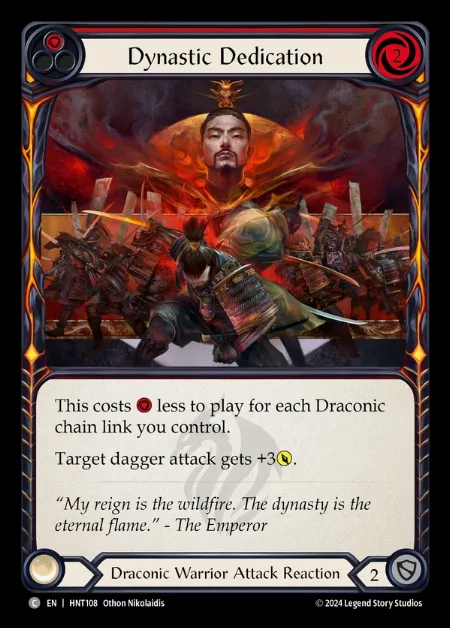 Dynastic Dedication
2
This costs less to play for each Draconic
chain link you control.
Target dagger attack gets +3.
“My reign is the wildfire. The dynasty is the
eternal flame.” - The Emperor
Draconic Warrior Attack Reaction
2
C EN | HNT108 Othon Nikolaidis
© 2024 Legend Story Studios